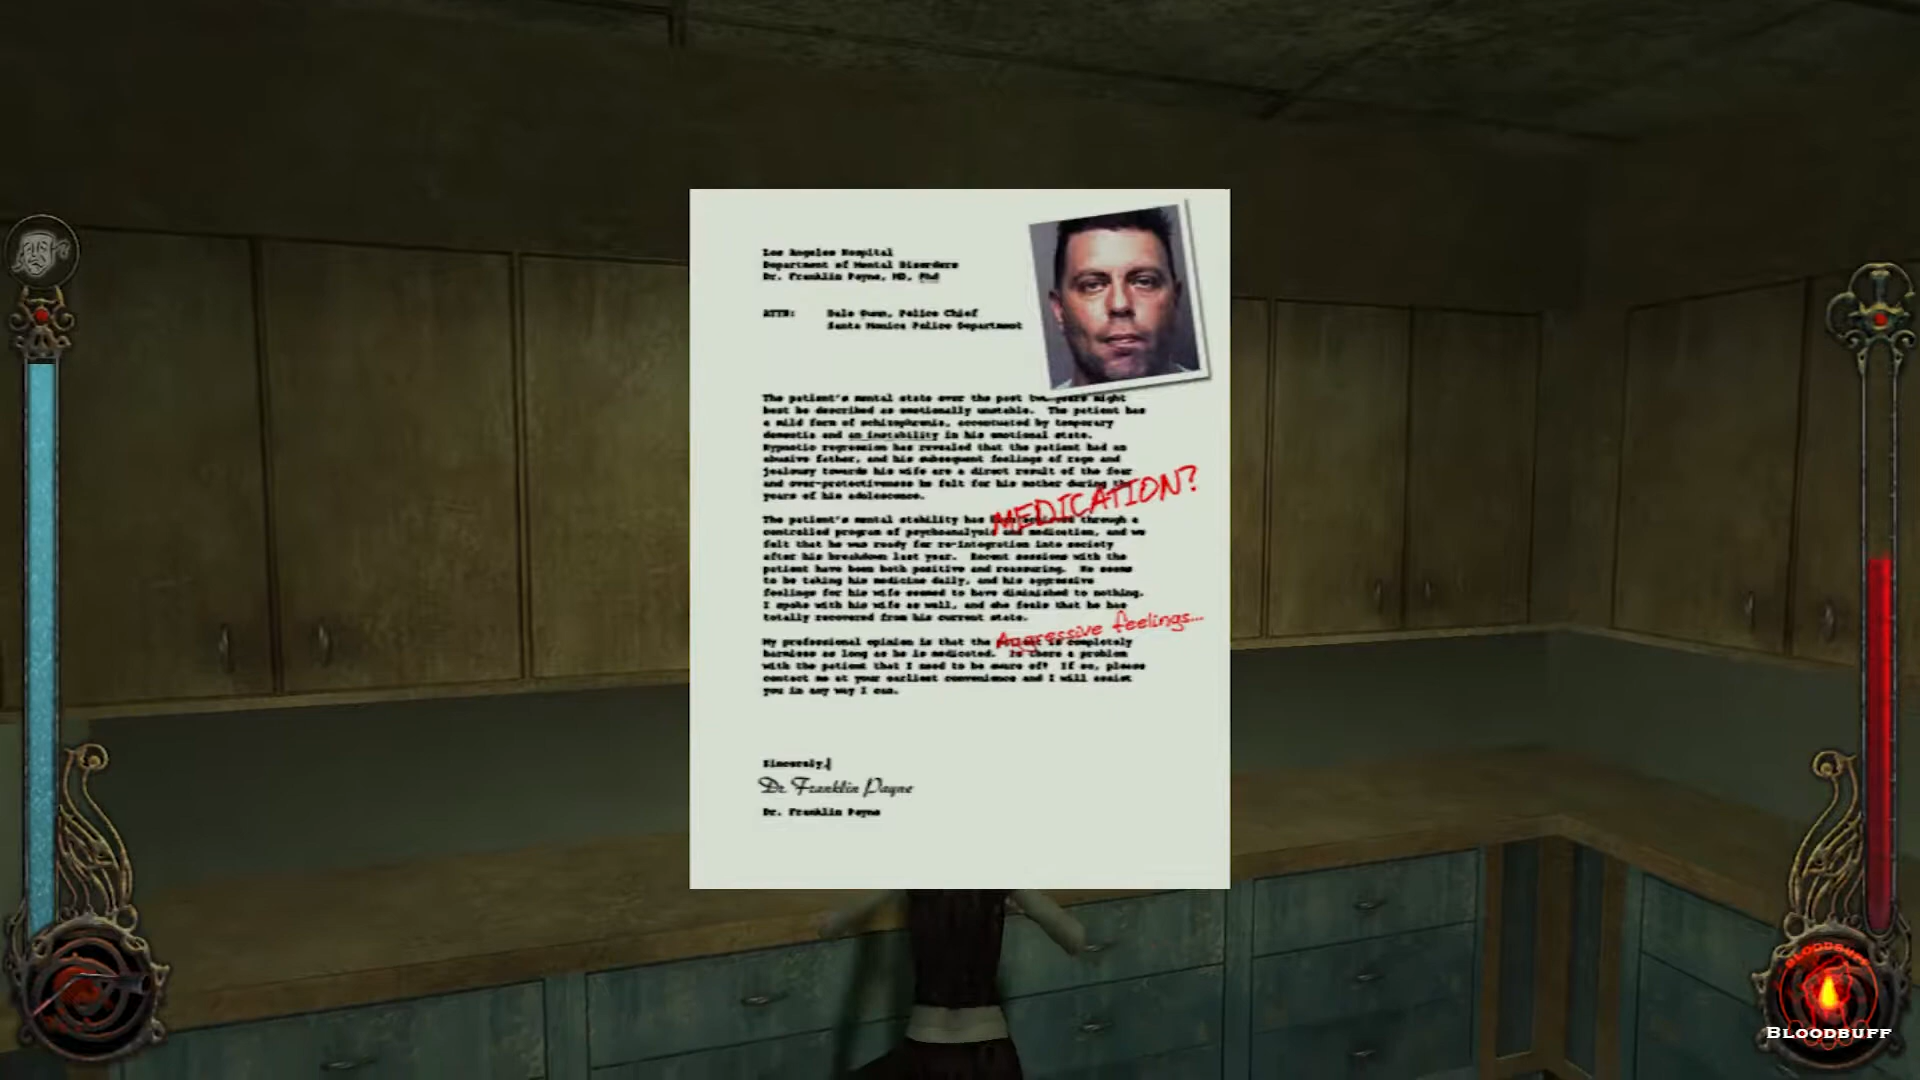 Los Angeles Hospital
Department of Mental Disorders
Dr. Franklin Payne, MD, Phd
ATTN: Dale Gunn, Police Chief
Santa Monica Police Department
The patient's mental state over the past two years might
best be described as emotionally unstable. The patient has
a mild form of schizophrenia, accentuated by temporary
dementia and an instability in his emotional state.
Hypnotic regression has revealed that the patient had an
abusive father, and his subsequent feelings of rage and
jealousy towards his wife are a direct result of the fear
and over-protectiveness he felt for his mother during the
years of his adolescence.
MEDICATION?
The patient's mental stability has been achieved through a
controlled program of psychoanalysis and medication, and we
felt that he was ready for re-integration into society
after his breakdown last year. Recent sessions with the
patient have been both positive and reassuring. He seems
to be taking his medicine daily, and his aggressive
feelings for his wife seemed to have diminished to nothing.
I spoke with his wife as well, and she feels that he has
totally recovered from his current state.
Aggressive feelings...
My professional opinion is that the is completely
harmless as long as he is medicated. Is there a problem
with the patient that I need to be aware of? If so, please
contact me at your earliest convenience and I will assist
you in any way I can.
Sincerely,
Dr. Franklin Payne
Dr. Franklin Payne
BLOODBUFF
BLOODBUFF